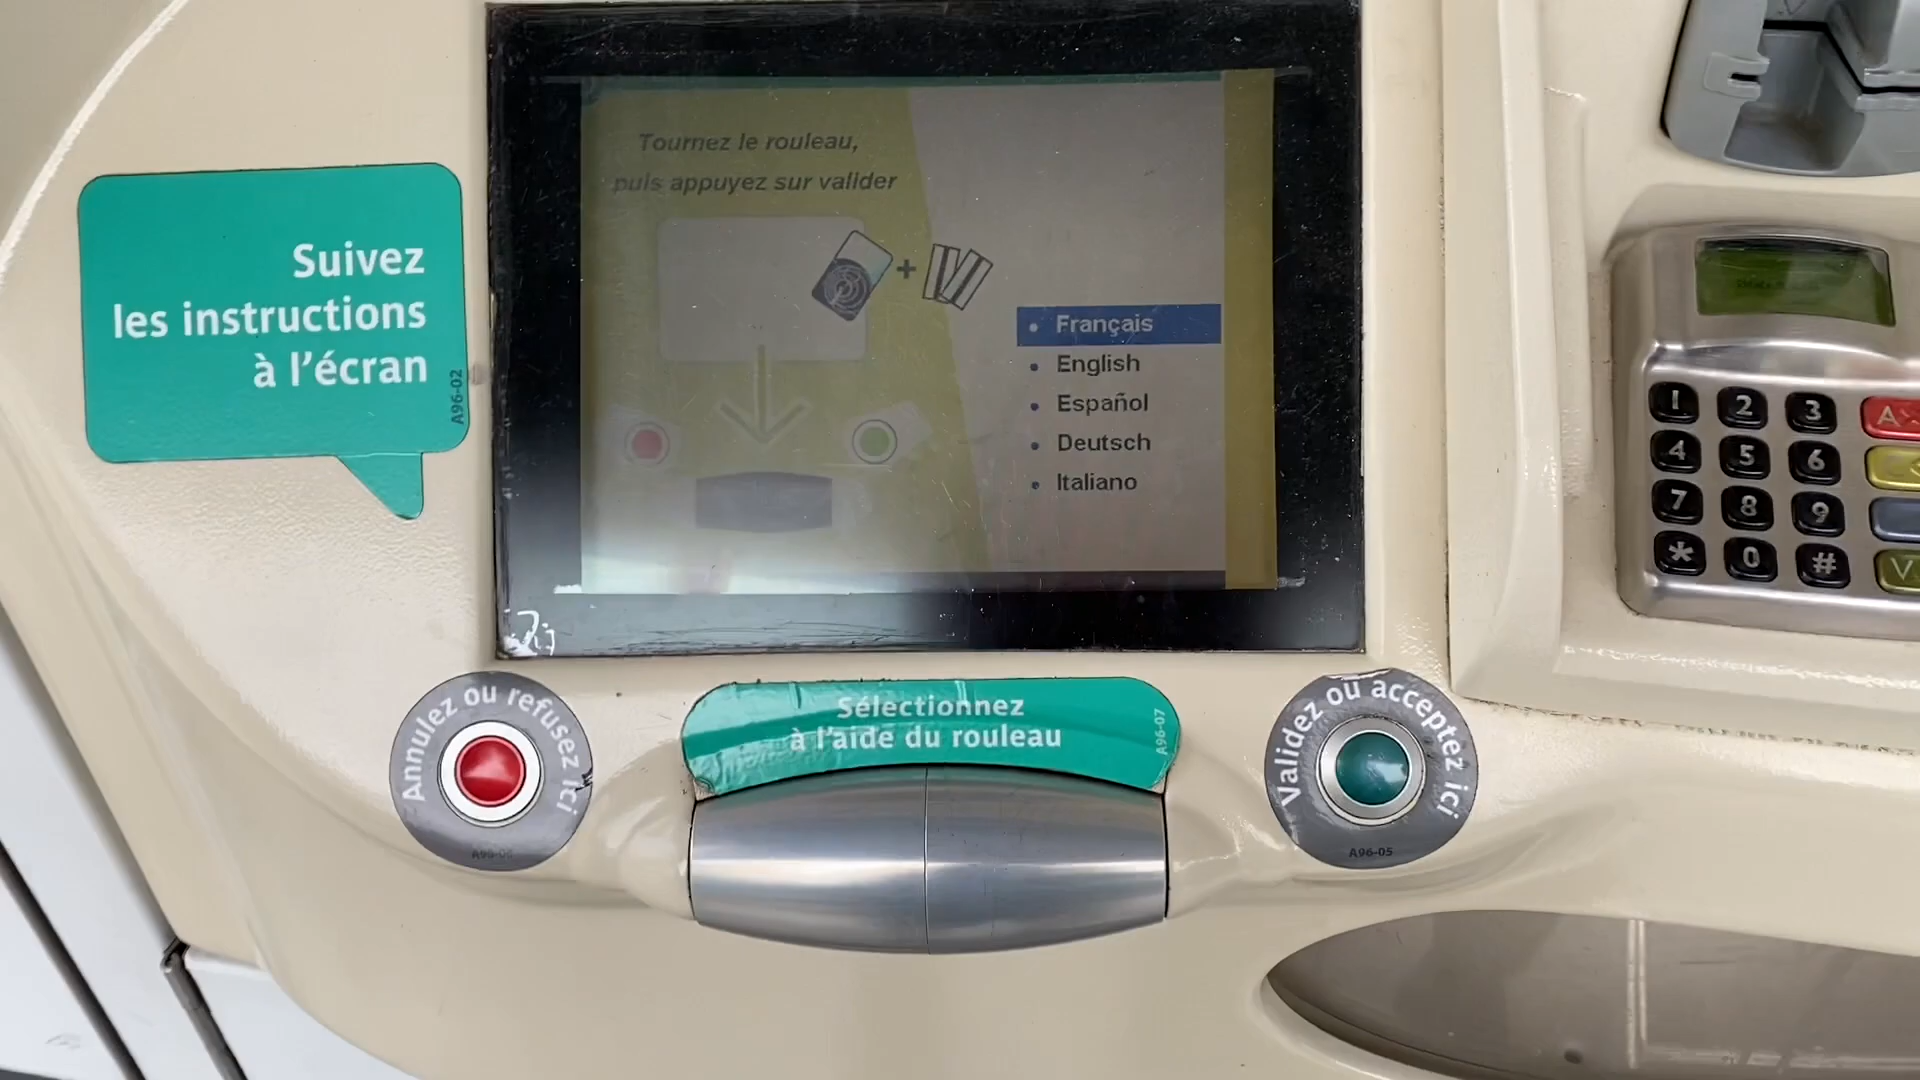 Suivez
les instructions
à l'écran
A96-02
Tournez le rouleau,
puis appuyez sur valider
+
• Français
• English
• Español
• Deutsch
• Italiano
Annulez ou refusez ici
A96-06
Sélectionnez
à l'aide du rouleau
A96-07
Validez ou acceptez ici
A96-05
1 2 3
4 5 6
7 8 9
* 0 #
A
V